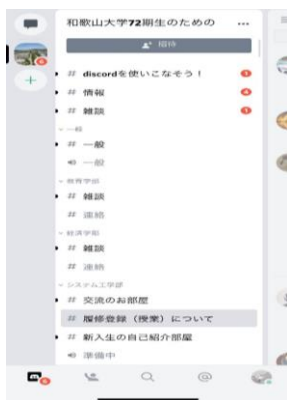 和歌山大学72期生のための
招待
# discordを使いこなそう！ 1
# 情報 4
# 雑談 1
一般
# 一般
一般
教育学部
# 雑談
# 連絡
経済学部
# 雑談
# 連絡
システム工学部
# 交流のお部屋
# 履修登録（授業）について
# 新入生の自己紹介部屋
準備中